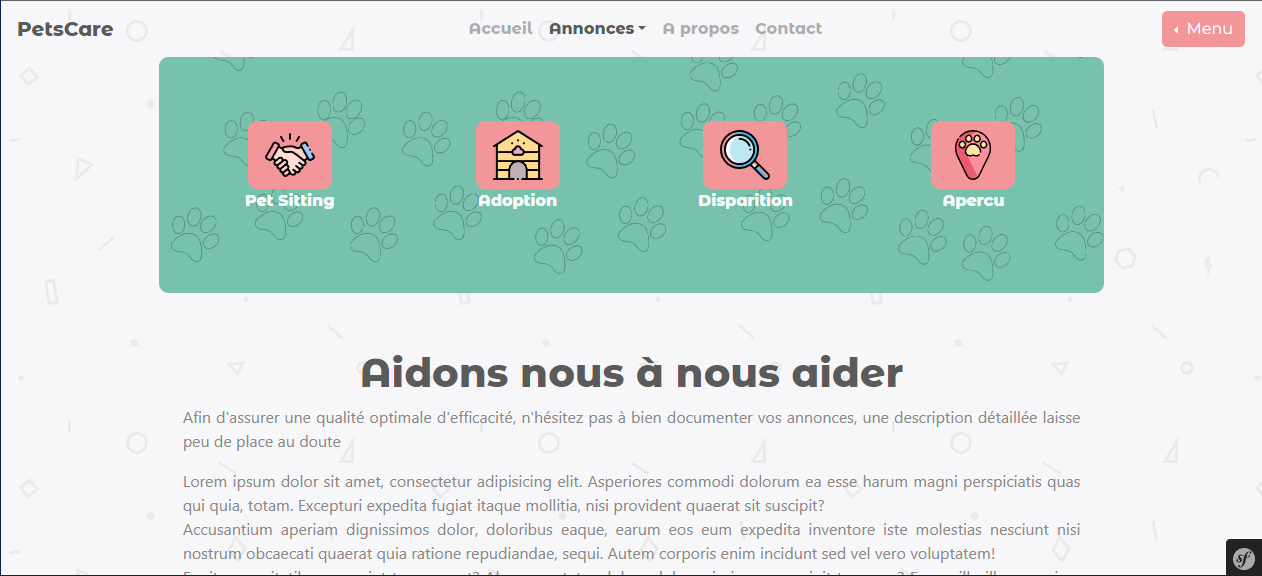 PetsCare Accueil Annonces A propos Contact Menu
Pet Sitting Adoption Disparition Apercu
Aidons nous à nous aider
Afin d'assurer une qualité optimale d'efficacité, n'hésitez pas à bien documenter vos annonces, une description détaillée laisse
peu de place au doute
Lorem ipsum dolor sit amet, consectetur adipisicing elit. Asperiores commodi dolorum ea esse harum magni perspiciatis quas
qui quia, totam. Excepturi expedita fugiat itaque mollitia, nisi provident quaerat sit suscipit?
Accusantium aperiam dignissimos dolor, doloribus eaque, earum eos eum expedita inventore iste molestias nesciunt nisi
nostrum obcaecati quaerat quia ratione repudiandae, sequi. Autem corporis enim incidunt sed vel vero voluptatem!
sf